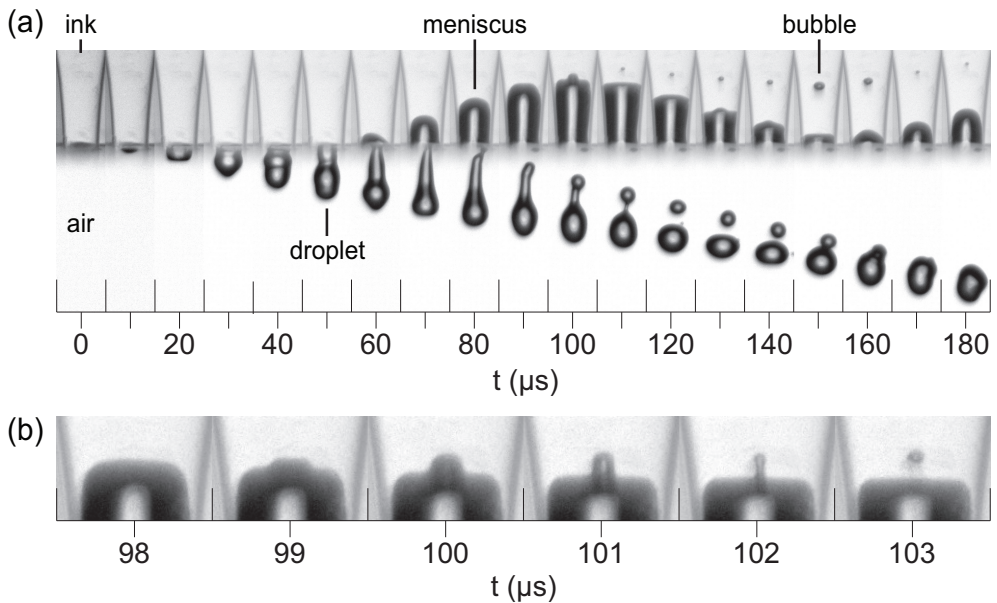 (a)
ink
meniscus
bubble
air
droplet
0 20 40 60 80 100 120 140 160 180
t (μs)
(b)
98 99 100 101 102 103
t (μs)